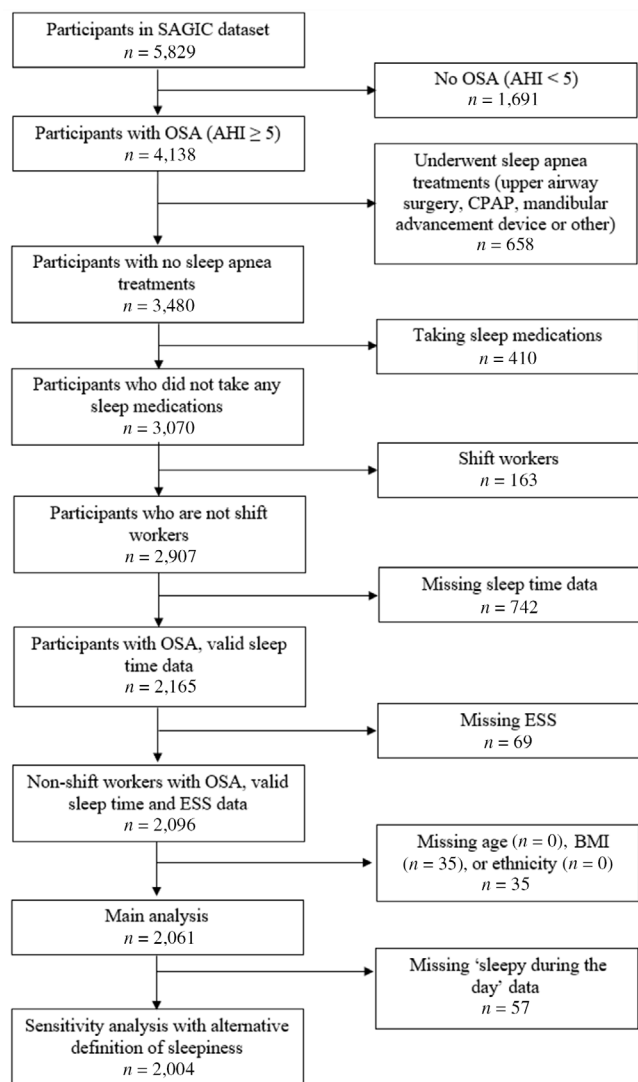 Participants in SAGIC dataset
n = 5,829
No OSA (AHI < 5)
n = 1,691
Participants with OSA (AHI ≥ 5)
n = 4,138
Underwent sleep apnea
treatments (upper airway
surgery, CPAP, mandibular
advancement device or other)
n = 658
Participants with no sleep apnea
treatments
n = 3,480
Taking sleep medications
n = 410
Participants who did not take any
sleep medications
n = 3,070
Shift workers
n = 163
Participants who are not shift
workers
n = 2,907
Missing sleep time data
n = 742
Participants with OSA, valid sleep
time data
n = 2,165
Missing ESS
n = 69
Non-shift workers with OSA, valid
sleep time and ESS data
n = 2,096
Missing age (n = 0), BMI
(n = 35), or ethnicity (n = 0)
n = 35
Main analysis
n = 2,061
Missing ‘sleepy during the
day’ data
n = 57
Sensitivity analysis with alternative
definition of sleepiness
n = 2,004